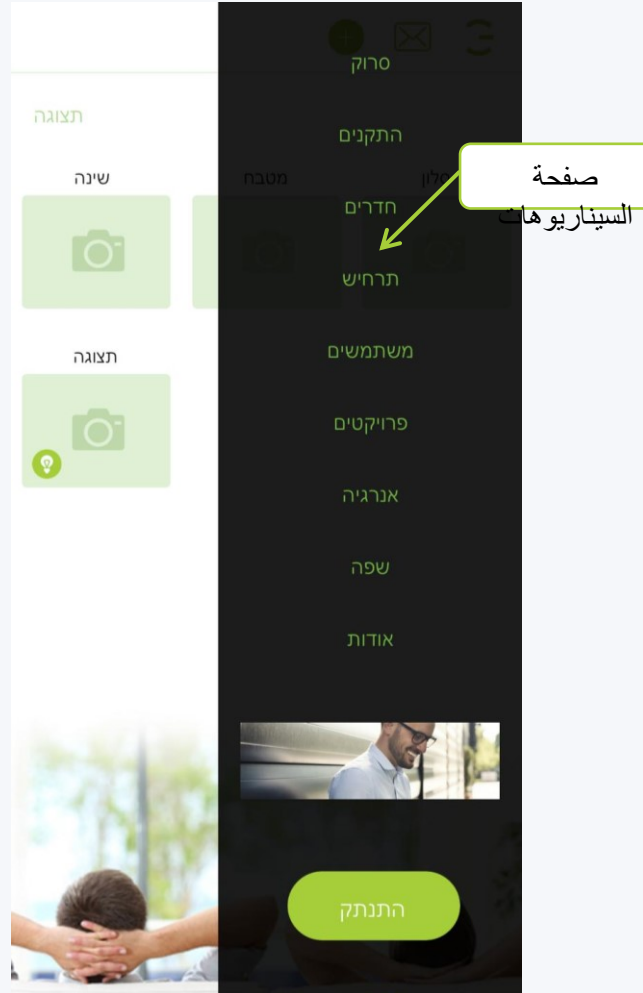 סרוק
תצוגה
התקנים
שינה
מטבח
סלון
صفحة
السيناريوهات
חדרים
תרחיש
תצוגה
משתמשים
פרויקטים
אנרגיה
שפה
אודות
התנתק